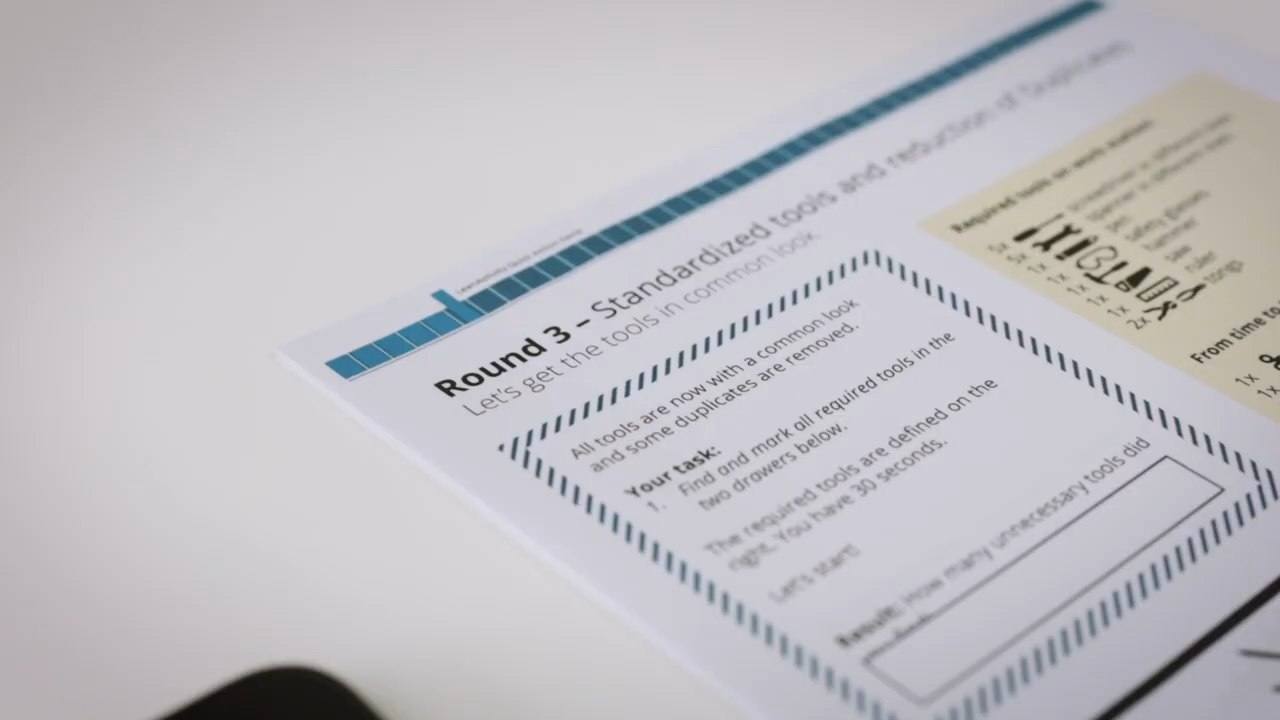 Round 3 – Standardized tools and reduction of Duplicates
Let's get the tools in common look
All tools are now with a common look
and some duplicates are removed.
Your task:
1. Find and mark all required tools in the
two drawers below.
The required tools are defined on the
right. You have 30 seconds.
Let's start!
Result: How many unnecessary tools did
Required tools on work station:
5x screwdriver in different sizes
5x spanner in different sizes
1x pen
1x safety glasses
1x hammer
1x saw
1x ruler
2x tongs
From time to
1x
1x